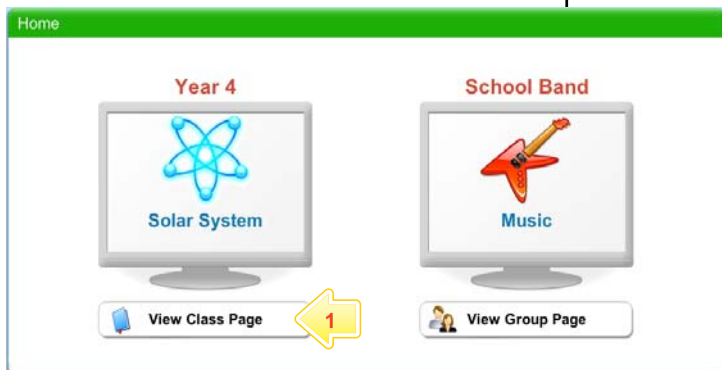 Home
Year 4
School Band
Solar System
Music
View Class Page
1
View Group Page